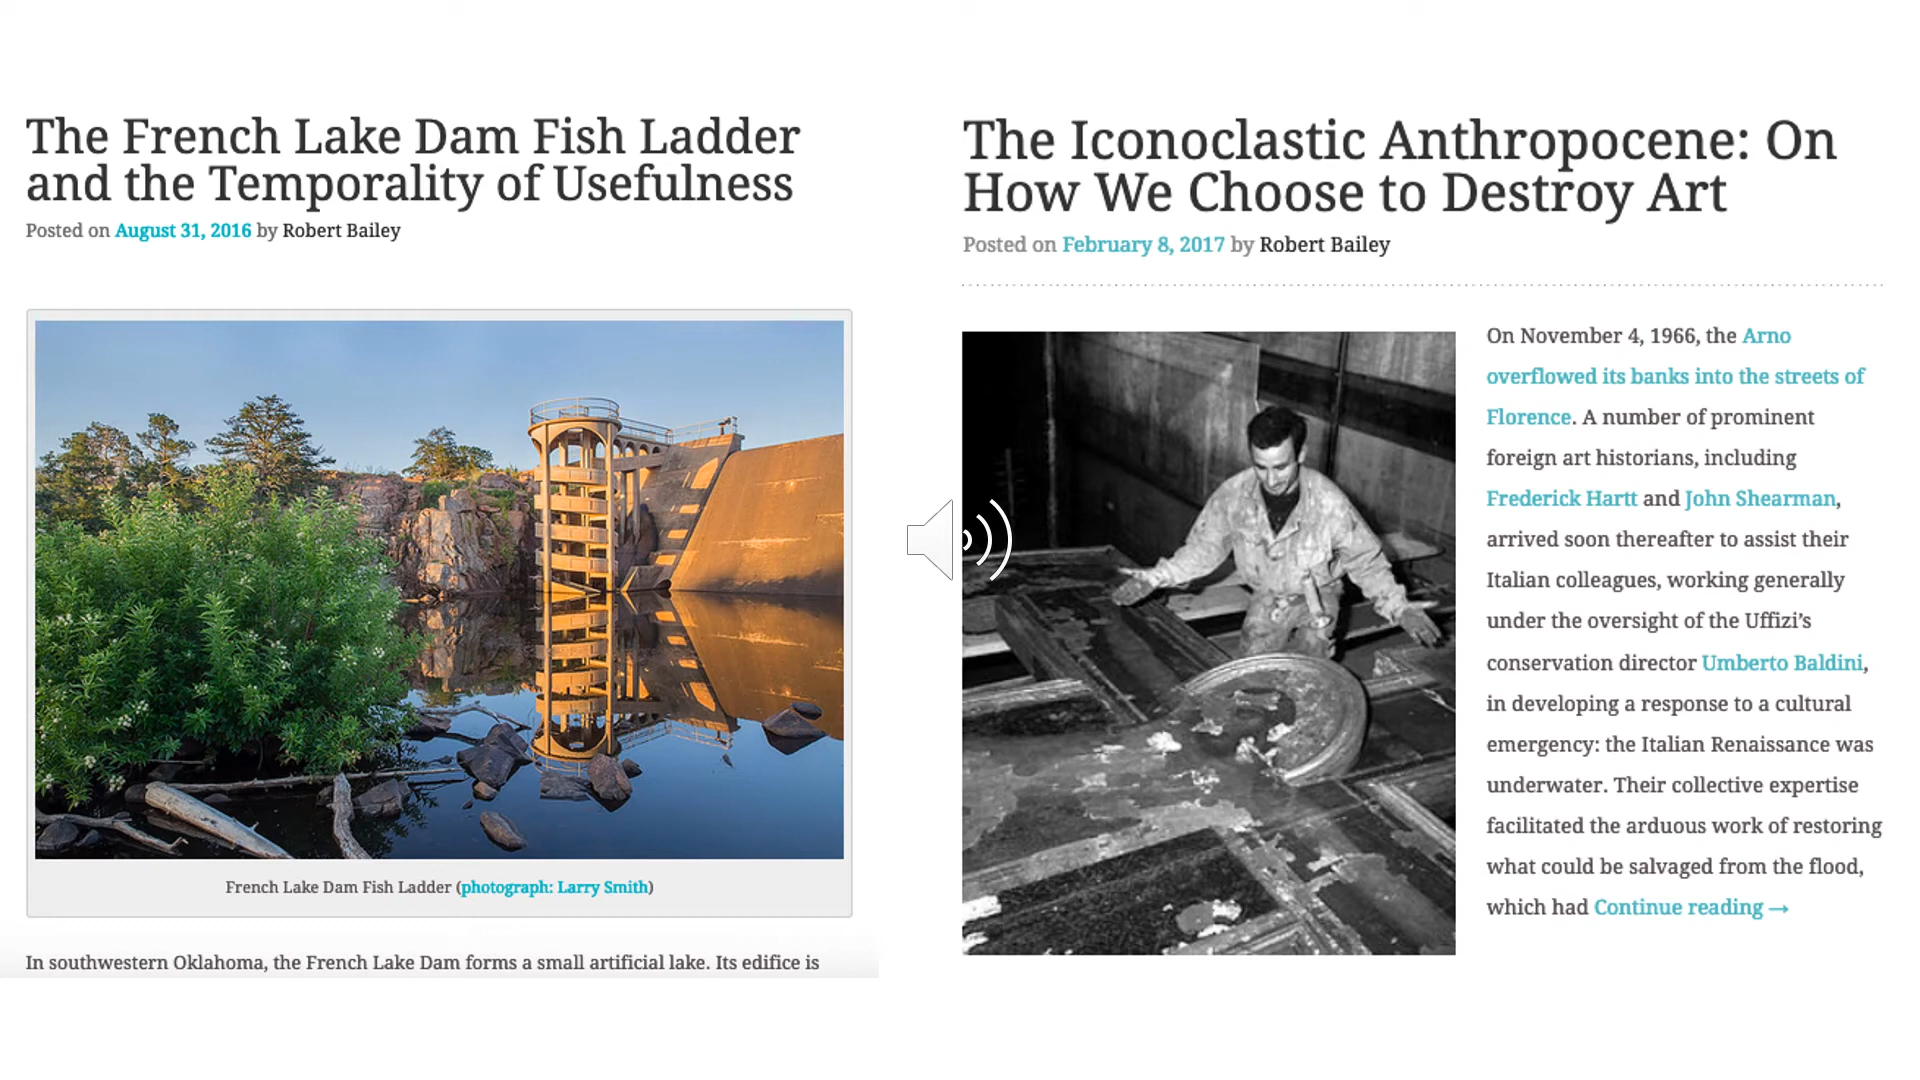 The French Lake Dam Fish Ladder
and the Temporality of Usefulness
Posted on August 31, 2016 by Robert Bailey
French Lake Dam Fish Ladder (photograph: Larry Smith)
In southwestern Oklahoma, the French Lake Dam forms a small artificial lake. Its edifice is
The Iconoclastic Anthropocene: On
How We Choose to Destroy Art
Posted on February 8, 2017 by Robert Bailey
On November 4, 1966, the Arno
overflowed its banks into the streets of
Florence. A number of prominent
foreign art historians, including
Frederick Hartt and John Shearman,
arrived soon thereafter to assist their
Italian colleagues, working generally
under the oversight of the Uffizi’s
conservation director Umberto Baldini,
in developing a response to a cultural
emergency: the Italian Renaissance was
underwater. Their collective expertise
facilitated the arduous work of restoring
what could be salvaged from the flood,
which had Continue reading →